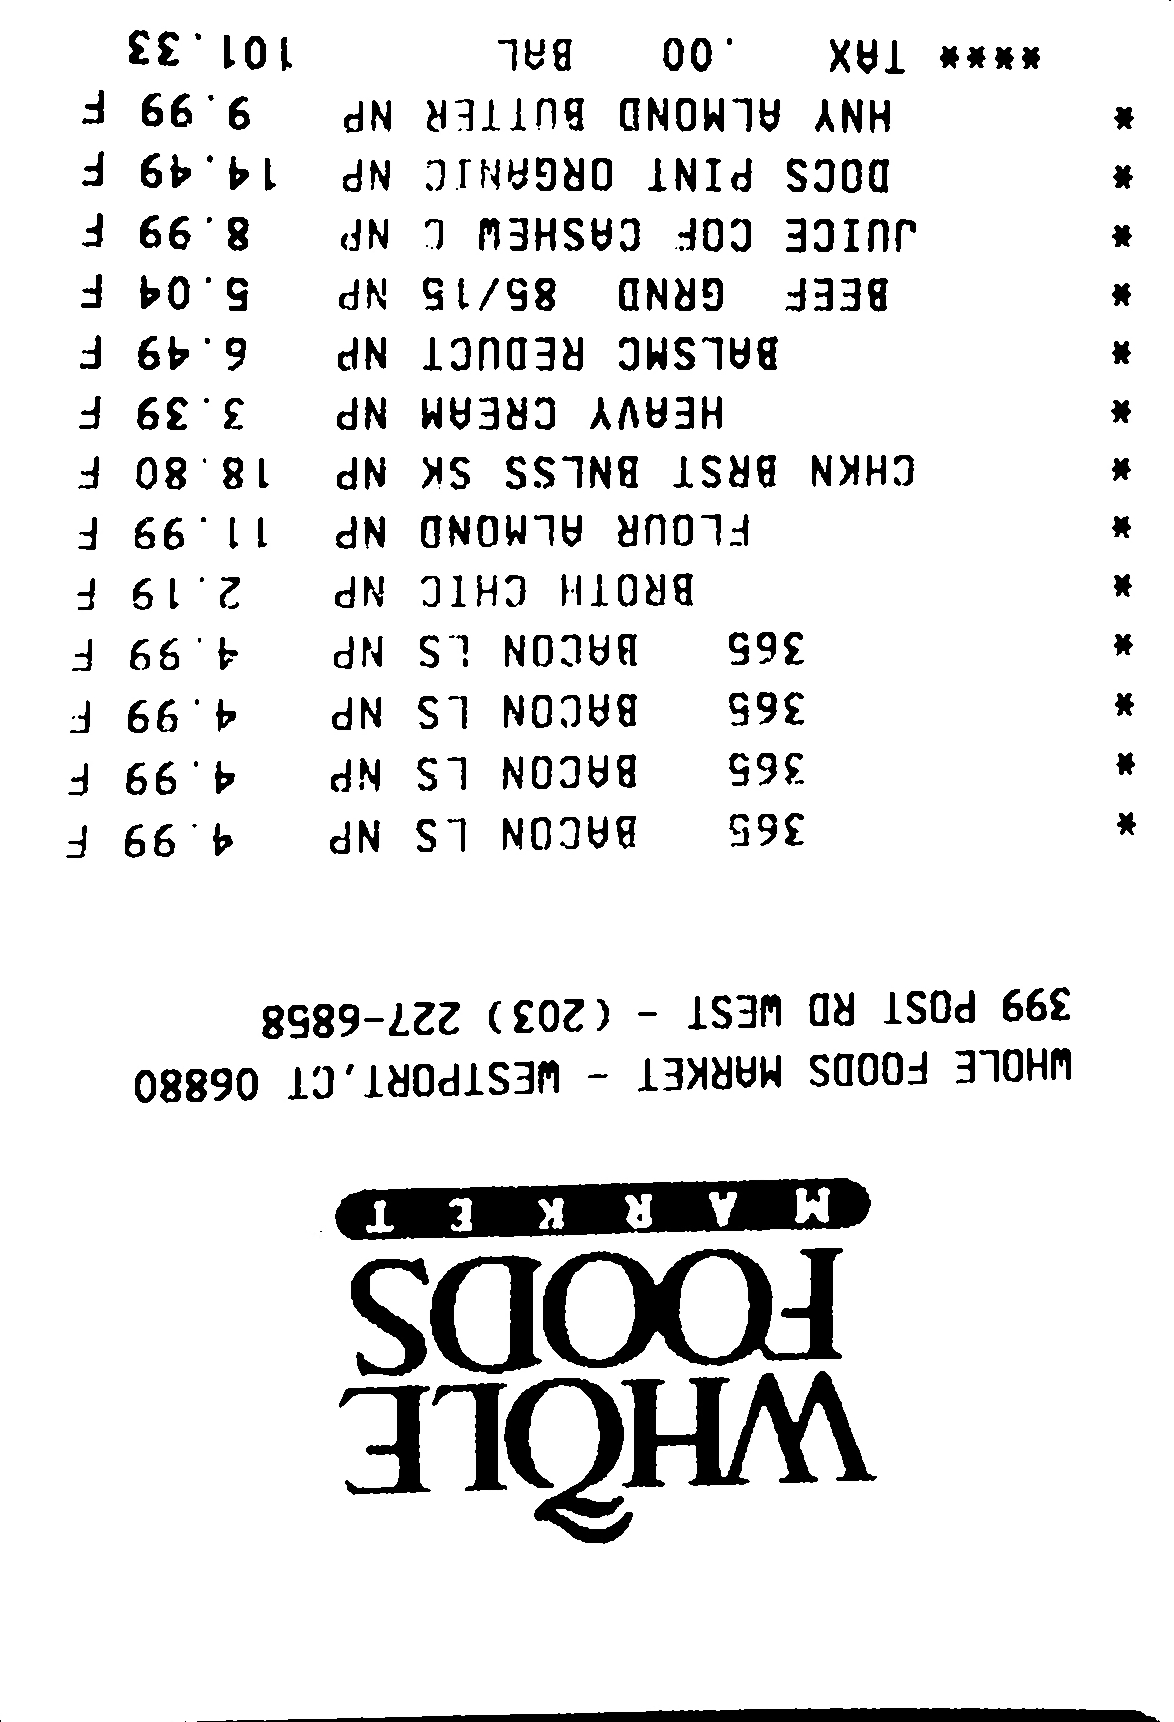 WHOLE
FOODS
MARKET
WHOLE FOODS MARKET - WESTPORT,CT 06880
399 POST RD WEST - (203) 227-6858
* 365 BACON LS NP 4.99 F
* 365 BACON LS NP 4.99 F
* 365 BACON LS NP 4.99 F
* 365 BACON LS NP 4.99 F
* BROTH CHIC NP 2.19 F
* FLOUR ALMOND NP 11.99 F
* CHKN BRST BNLSS SK NP 18.80 F
* HEAVY CREAM NP 3.39 F
* BALSMC REDUCT NP 6.49 F
* BEEF GRND 85/15 NP 5.04 F
* JUICE COF CASHEW C NP 8.99 F
* DOCS PINT ORGANIC NP 14.49 F
* HNY ALMOND BUTTER NP 9.99 F
**** TAX .00 BAL 101.33